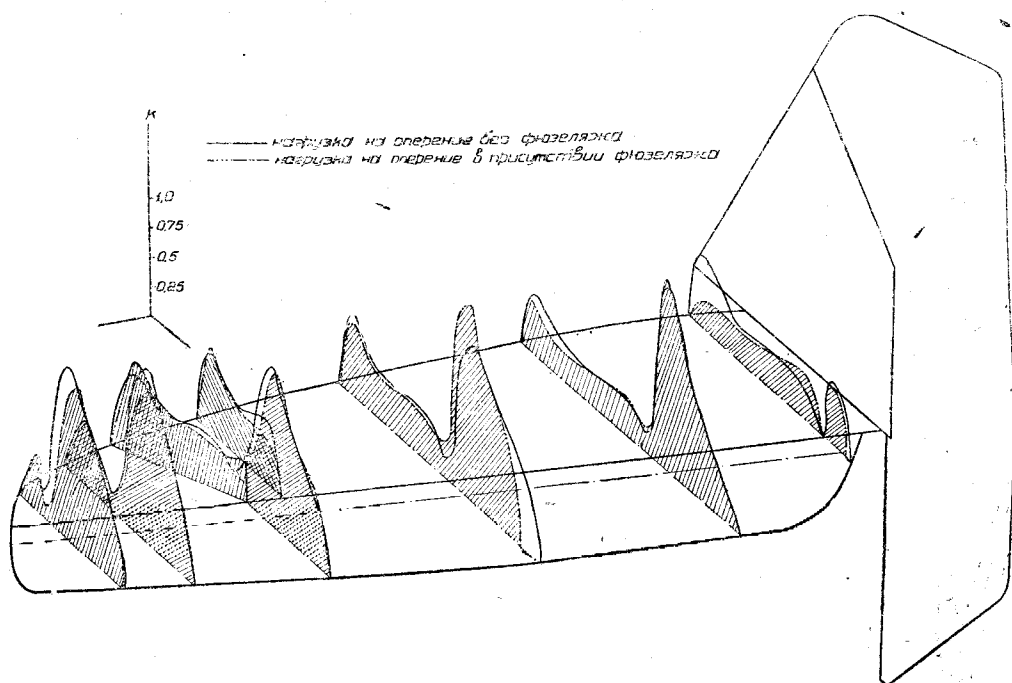 К
нагрузка на оперение без фюзеляжа
нагрузка на оперение в присутствии фюзеляжа
1,0
0,75
0,5
0,25